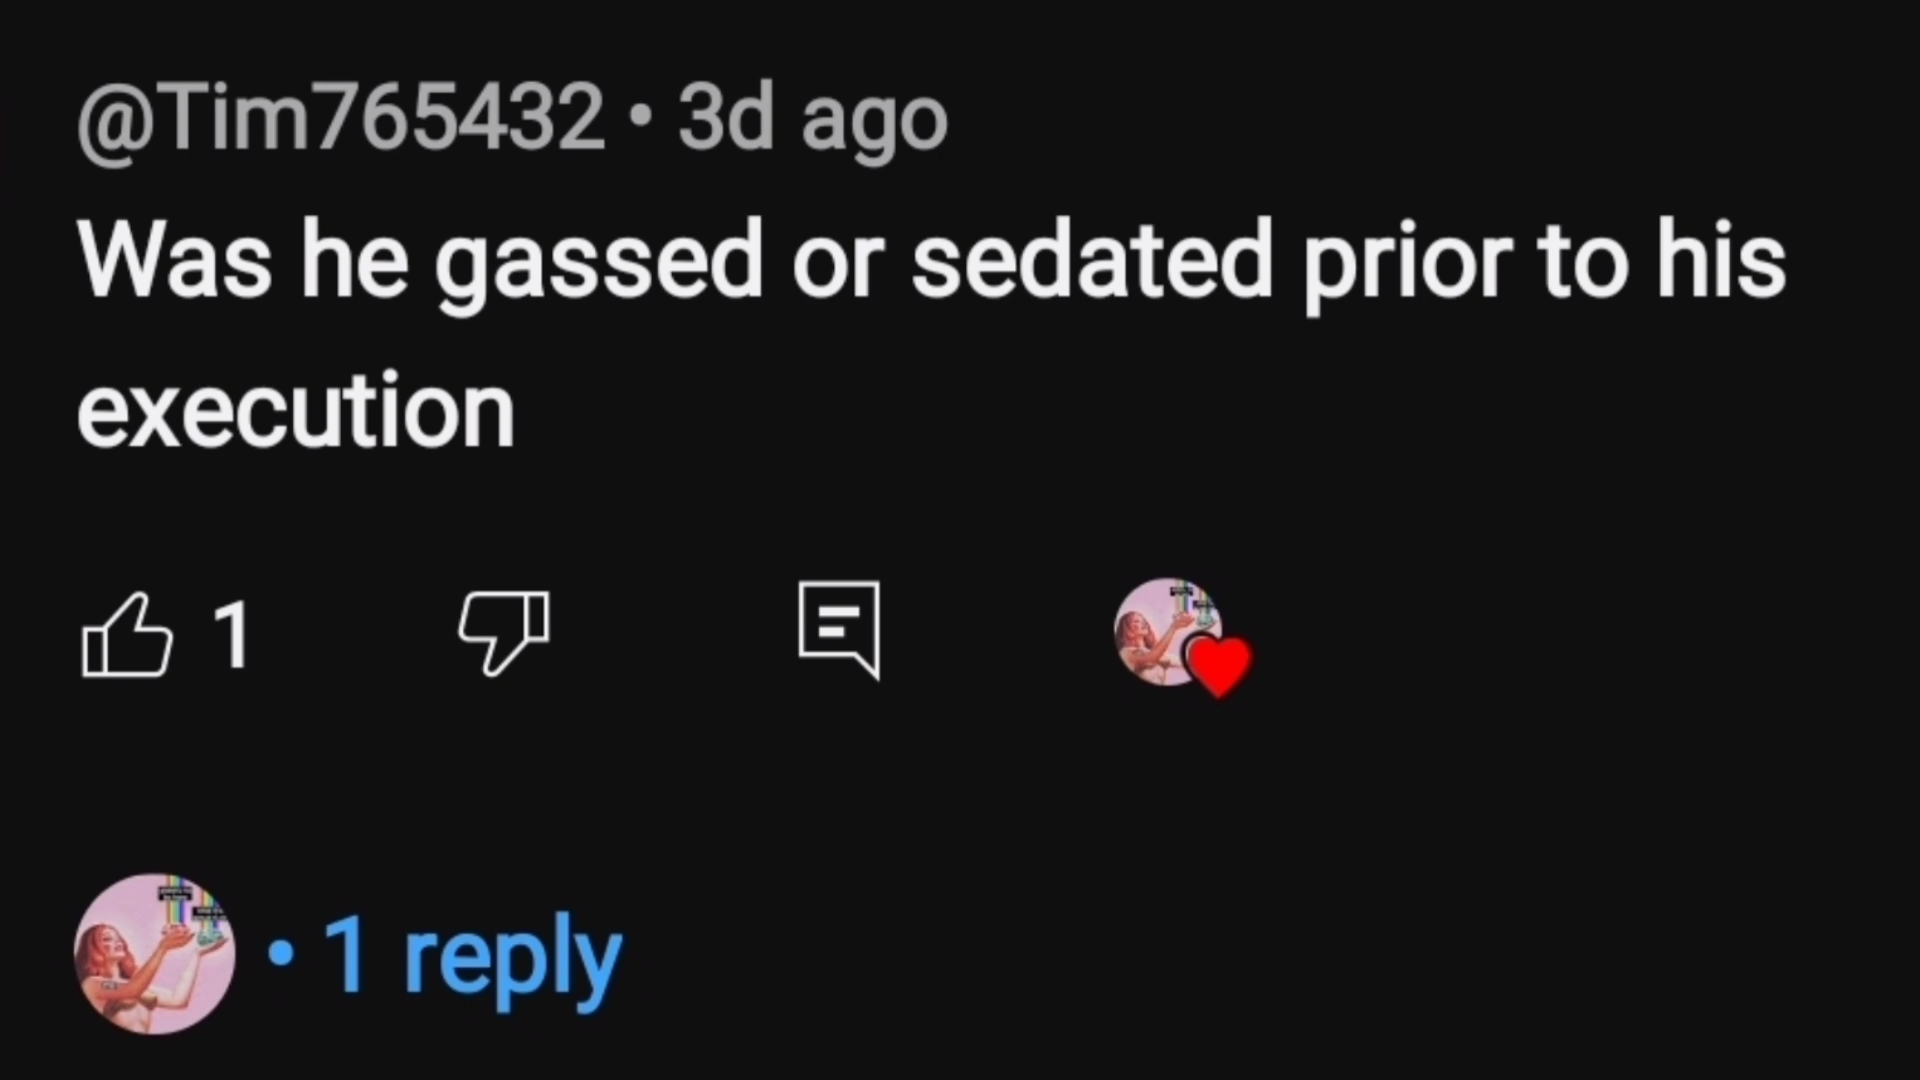 @Tim765432 • 3d ago
Was he gassed or sedated prior to his
execution
1
• 1 reply